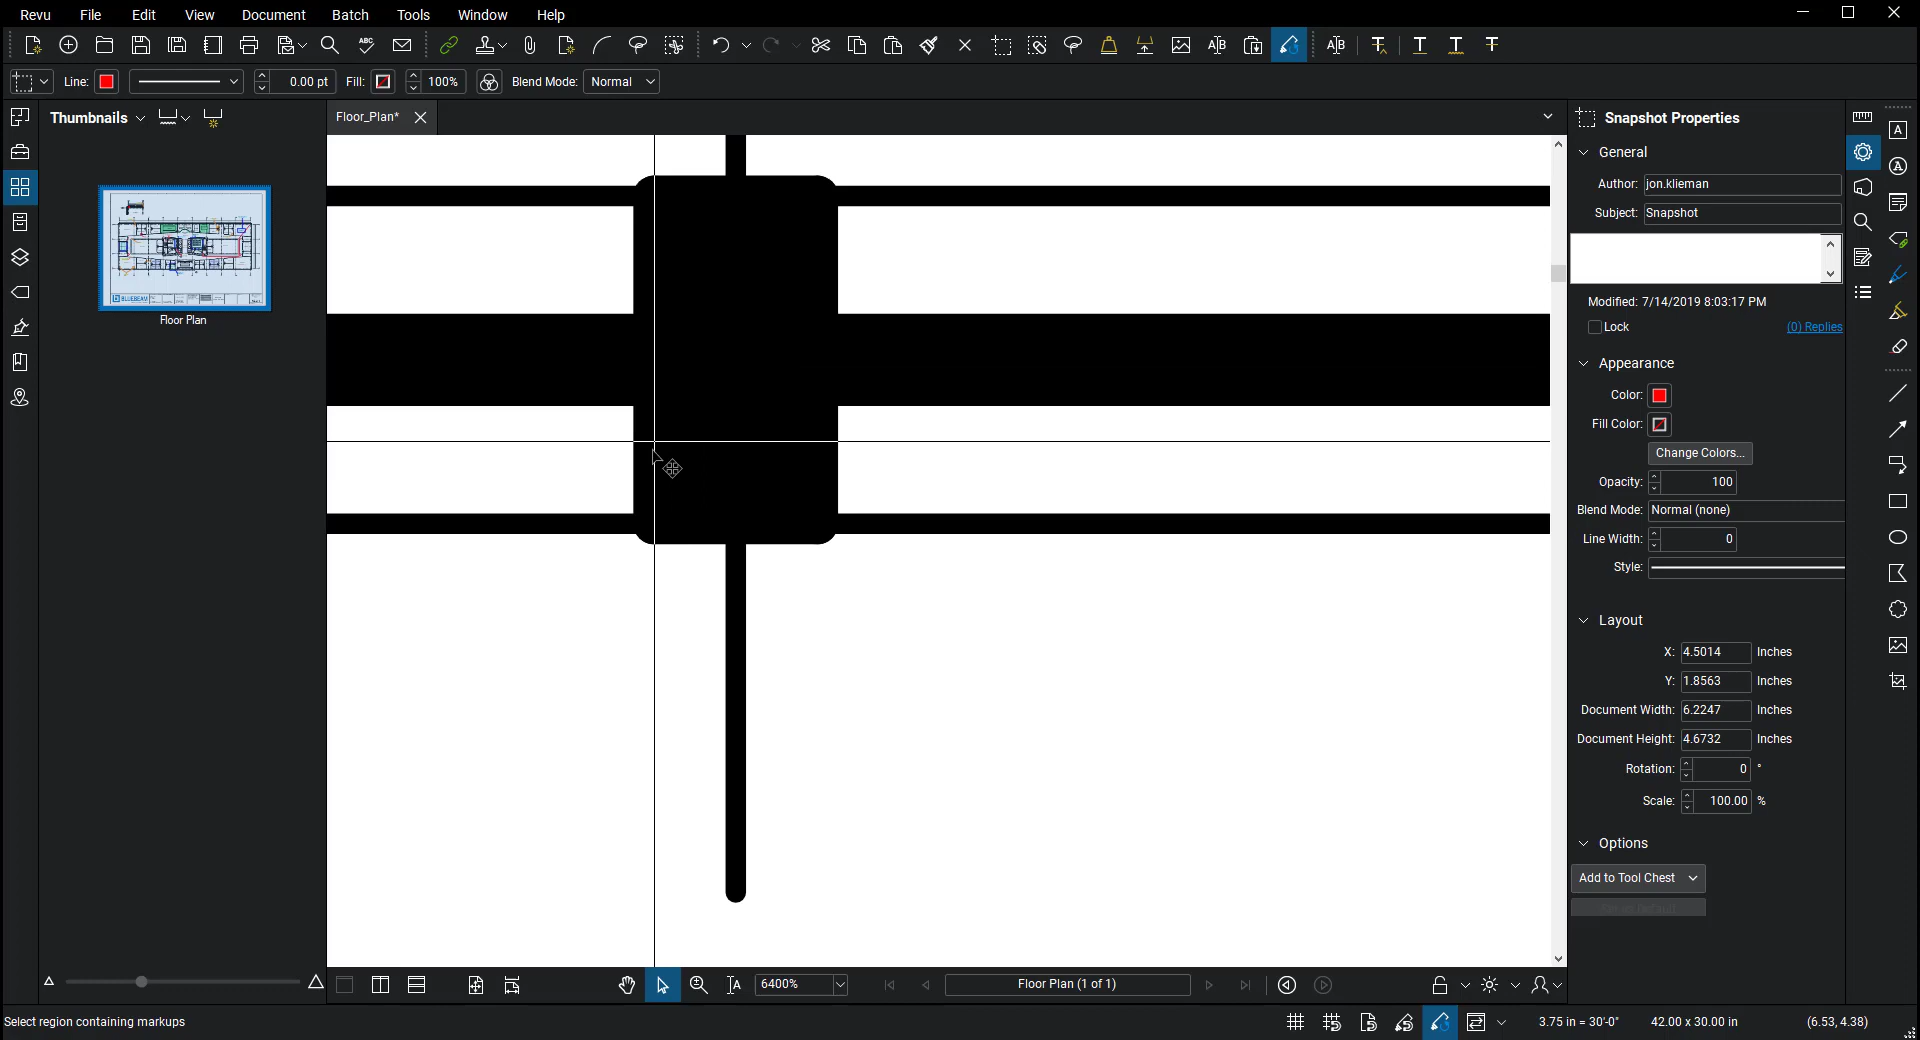 Revu File Edit View Document Batch Tools Window Help
Line: 0.00 pt Fill: 100% Blend Mode: Normal
Thumbnails
Floor_Plan*
Snapshot Properties
General
Author: jon.klieman
Subject: Snapshot
Modified: 7/14/2019 8:03:17 PM
Lock (0) Replies
Appearance
Color:
Fill Color:
Change Colors...
Opacity: 100
Blend Mode: Normal (none)
Line Width: 0
Style:
Layout
X: 4.5014 Inches
Y: 1.8563 Inches
Document Width: 6.2247 Inches
Document Height: 4.6732 Inches
Rotation: 0 °
Scale: 100.00 %
Options
Add to Tool Chest
BLUEBEAM
Floor Plan
6400%
Floor Plan (1 of 1)
Select region containing markups
3.75 in = 30'-0" 42.00 x 30.00 in (6.53, 4.38)